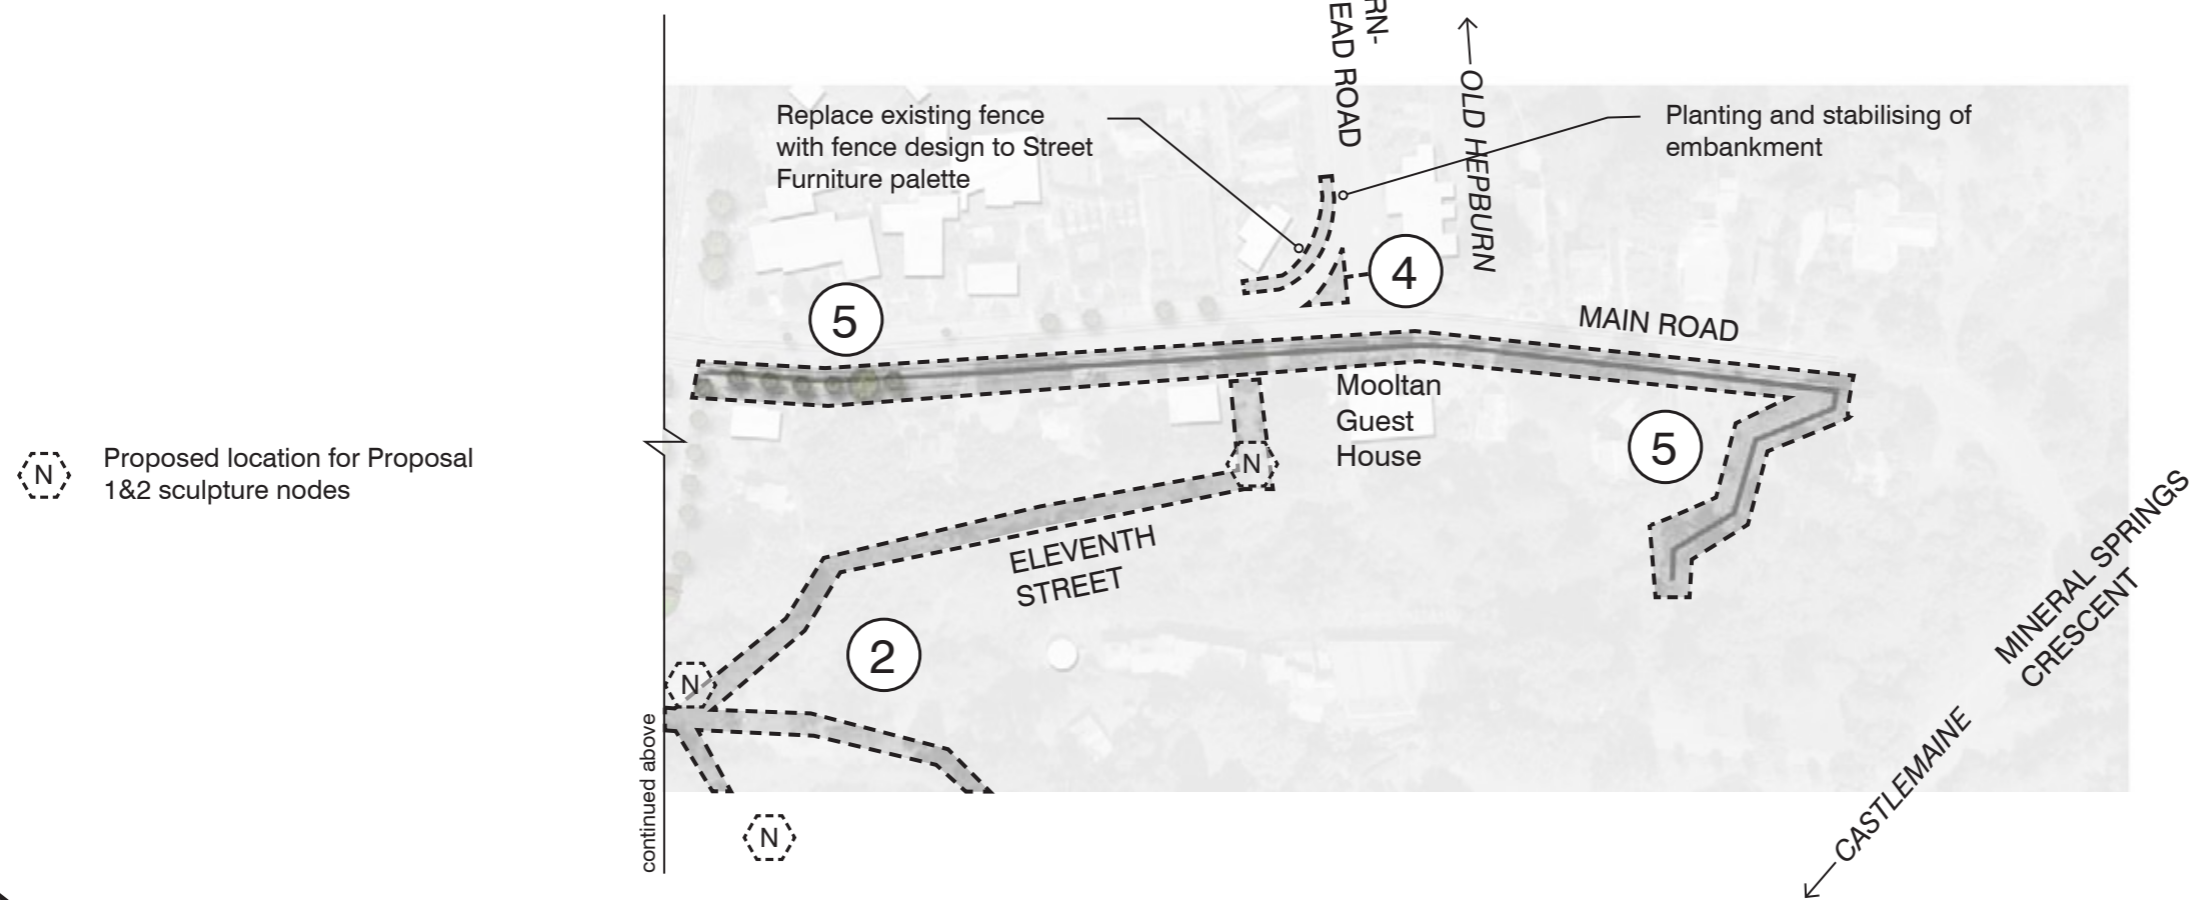 RN-
EAD ROAD
OLD HEPBURN
Replace existing fence
with fence design to Street
Furniture palette
Planting and stabilising of
embankment
4
5
MAIN ROAD
Mooltan
Guest
House
5
N
Proposed location for Proposal
1&2 sculpture nodes
N
ELEVENTH
STREET
2
N
MINERAL SPRINGS
CRESCENT
CASTLEMAINE
continued above
N